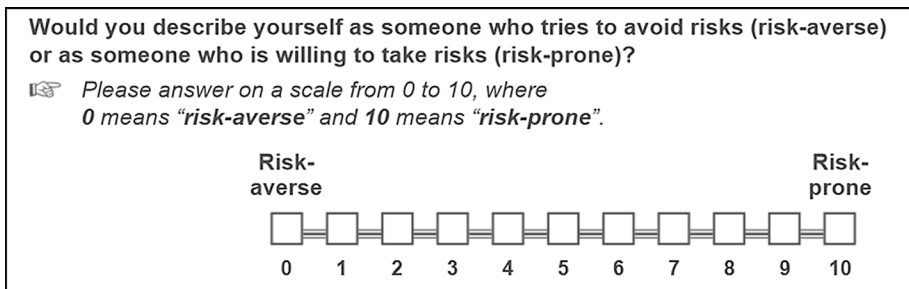 Would you describe yourself as someone who tries to avoid risks (risk-averse)
or as someone who is willing to take risks (risk-prone)?
Please answer on a scale from 0 to 10, where
0 means “risk-averse” and 10 means “risk-prone”.
Risk-
averse
Risk-
prone
0 1 2 3 4 5 6 7 8 9 10